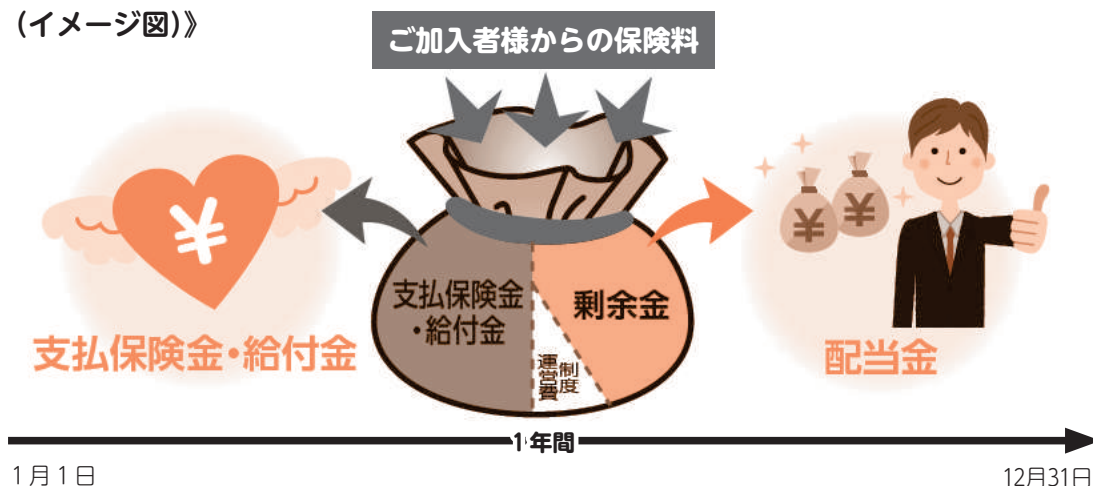 (イメージ図)》
ご加入者様からの保険料
¥
¥
¥
支払保険金
・給付金
剰余金
制度
運営費
支払保険金・給付金
配当金
1年間
1月1日
12月31日